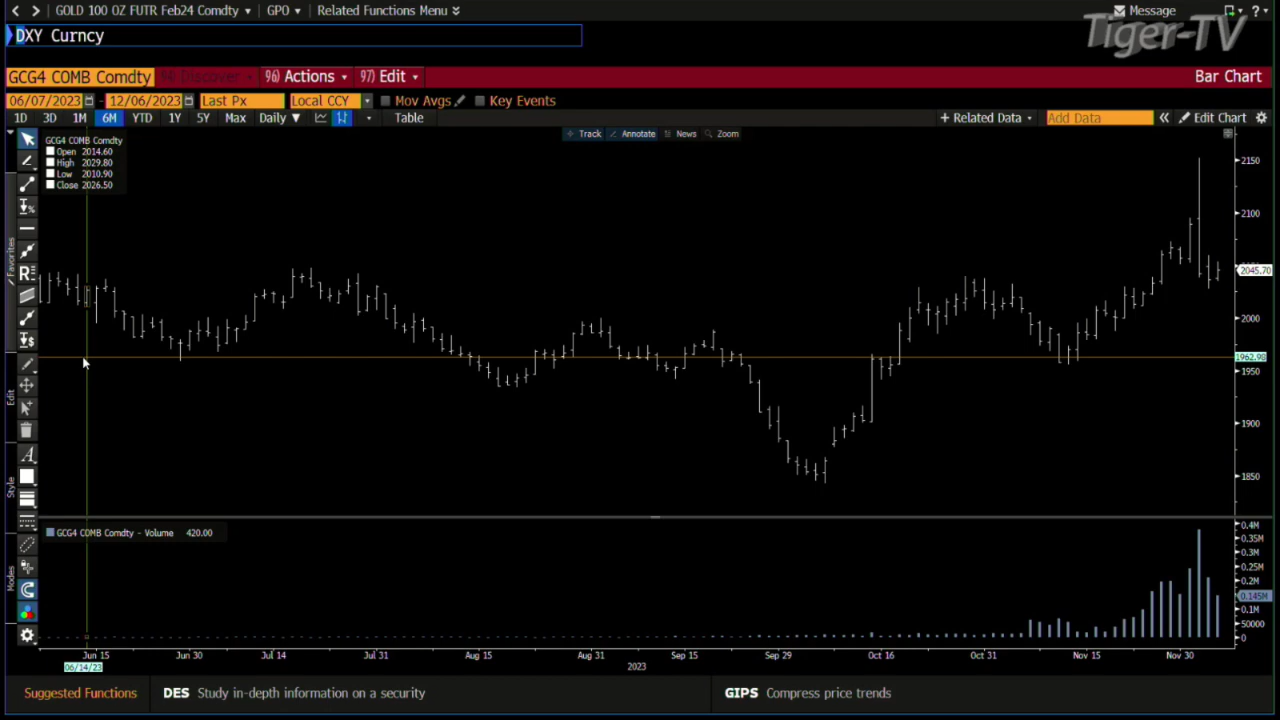 GOLD 100 OZ FUTR Feb24 Comdty GPO Related Functions Menu Message
DXY Curncy
Tiger-TV
GCG4 COMB Comdty 94) Discover 96) Actions 97) Edit Bar Chart
06/07/2023 - 12/06/2023 Last Px Local CCY Mov Avgs Key Events
1D 3D 1M 6M YTD 1Y 5Y Max Daily ▼ Table + Related Data Add Data « Edit Chart
Track Annotate News Zoom
GCG4 COMB Comdty
Open 2014.60
High 2029.80
Low 2010.90
Close 2026.50
2150
2100
2045.70
2000
1962.98
1950
1900
1850
Favorites
Edit
Style
Modes
GCG4 COMB Comdty - Volume 420.00
0.4M
0.35M
0.3M
0.25M
0.2M
0.145M
0.1M
50000
0
Jun 15 Jun 30 Jul 14 Jul 31 Aug 15 Aug 31 Sep 15 Sep 29 Oct 16 Oct 31 Nov 15 Nov 30
06/14/23 2023
Suggested Functions DES Study in-depth information on a security GIPS Compress price trends